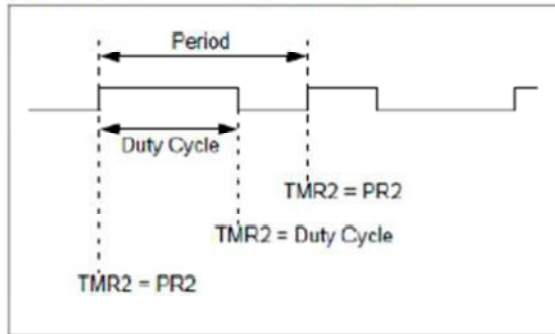 Period
Duty Cycle
TMR2 = PR2
TMR2 = Duty Cycle
TMR2 = PR2